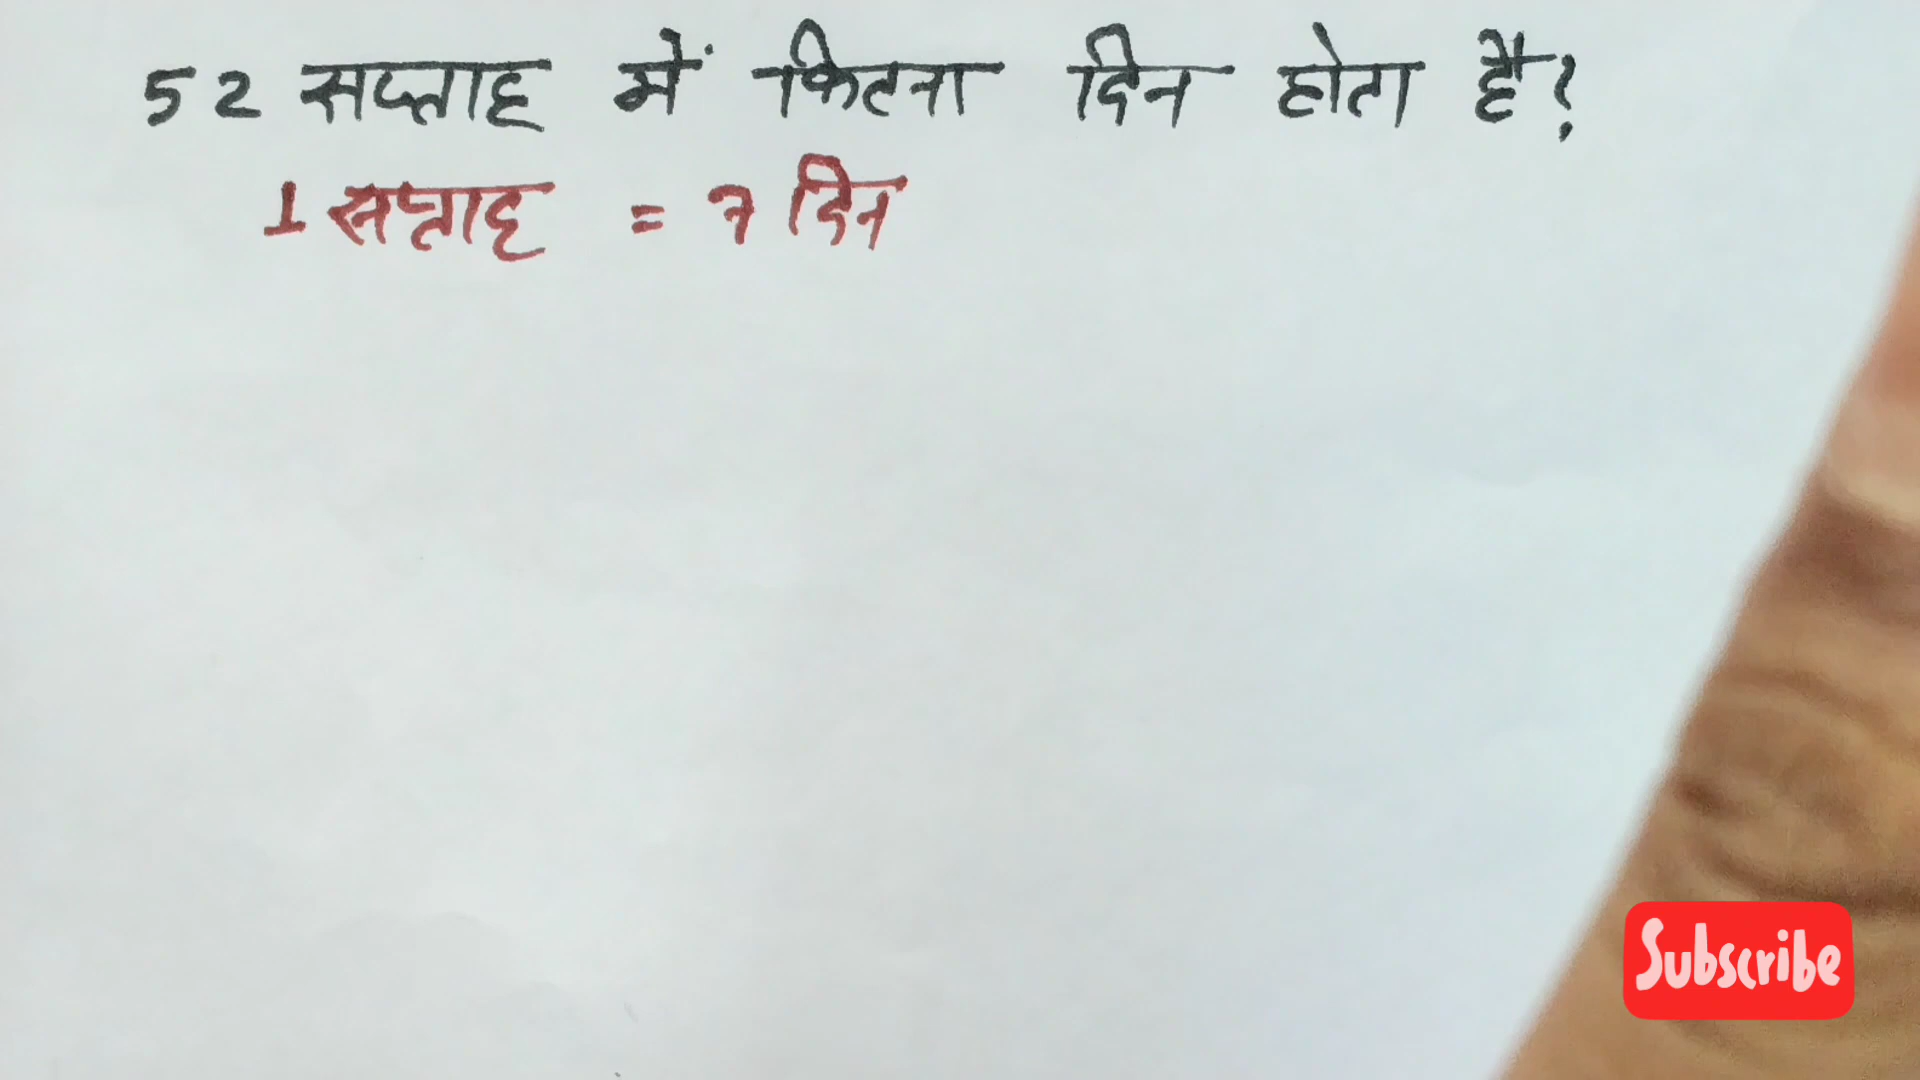 52 सप्ताह में कितना दिन होता है?
1 सप्ताह = 7 दिन
Subscribe